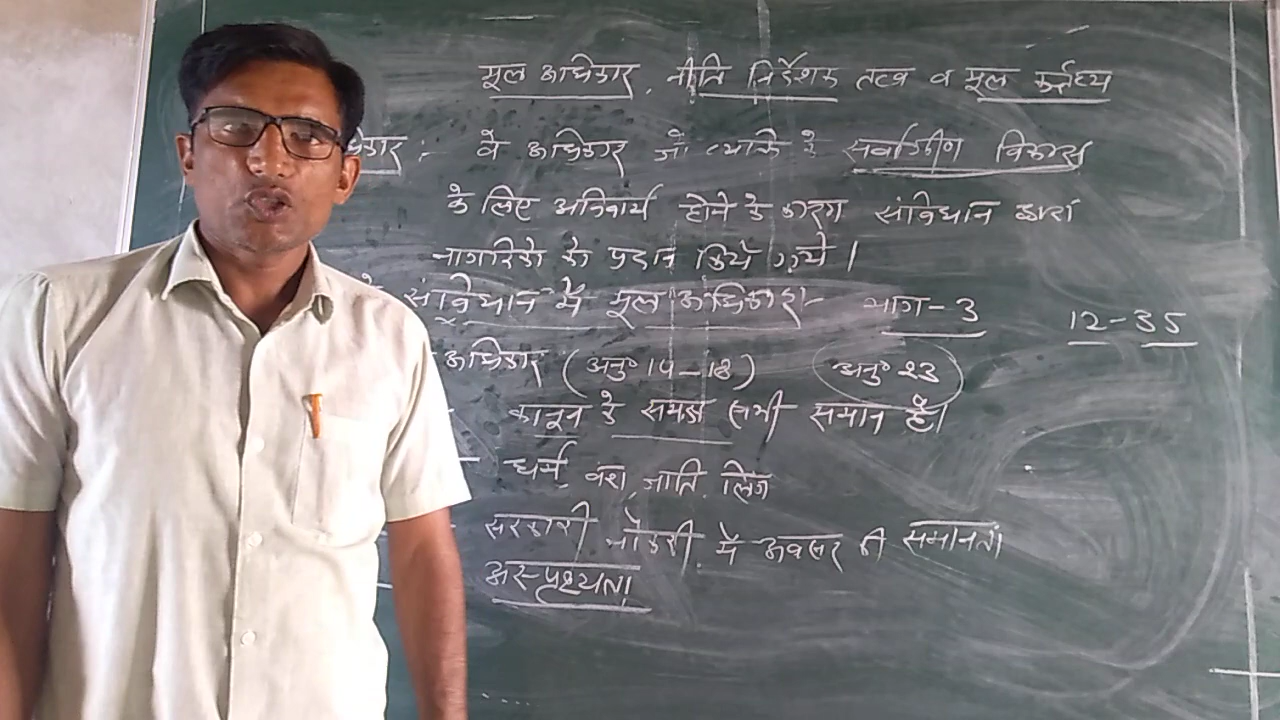 मूल अधिकार, नीति निर्देशक तत्व व मूल कर्त्तव्य
धिकार :- वे अधिकार जो व्यक्ति के सर्वांगीण विकास
के लिए अनिवार्य होने के कारण संविधान द्वारा
नागरिकों को प्रदान किये गये।
संविधान में मूल अधिकार- भाग-3 12-35
अधिकार (अनु० 14-18) अनु० 23
कानून के समक्ष सभी समान हैं।
धर्म, वंश, जाति, लिंग
सरकारी नौकरी में अवसर की समानता
अस्पृश्यता